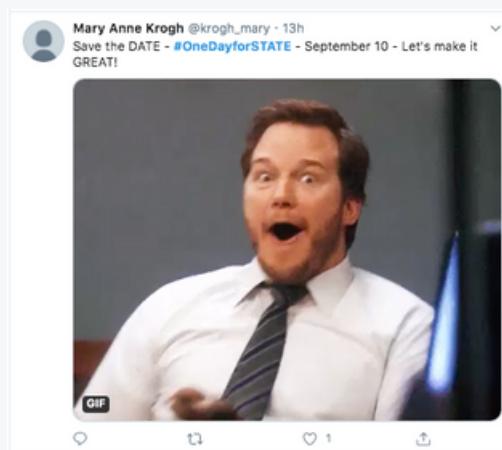 Mary Anne Krogh @krogh_mary · 13h
Save the DATE - #OneDayforSTATE - September 10 - Let's make it
GREAT!
GIF
1